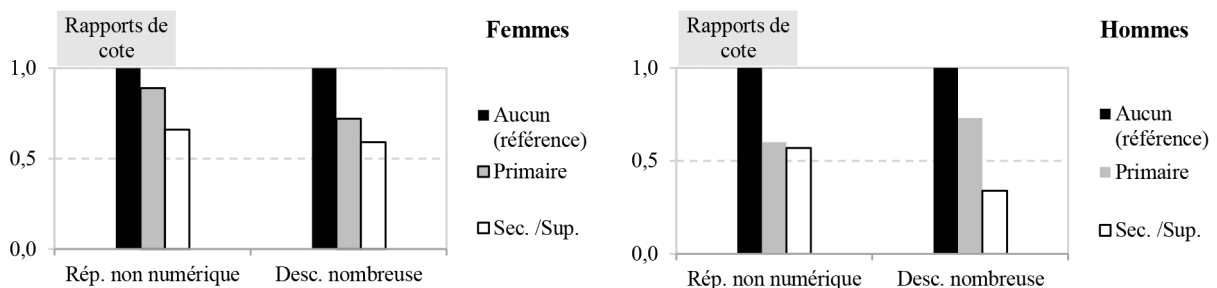 Rapports de
cote
Femmes
1,0
0,5
0,0
Rép. non numérique
Desc. nombreuse
Aucun
(référence)
Primaire
Sec. /Sup.
Rapports de
cote
Hommes
1,0
0,5
0,0
Rép. non numérique
Desc. nombreuse
Aucun
(référence)
Primaire
Sec. /Sup.